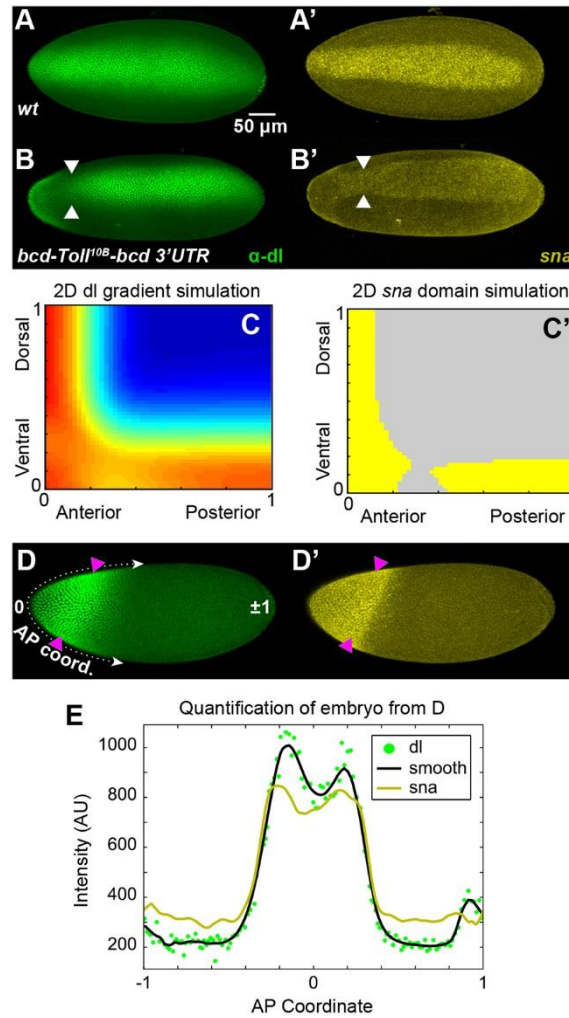 A
A'
wt
50 µm
B
B'
bcd-Toll¹⁰ᴮ-bcd 3'UTR
α-dl
sna
2D dl gradient simulation
2D sna domain simulation
1
C
Dorsal
Ventral
0
Anterior
Posterior
1
1
C'
Dorsal
Ventral
0
Anterior
Posterior
D
D'
0
±1
AP coord.
E
Quantification of embryo from D
1000
800
600
400
200
Intensity (AU)
dl
smooth
sna
-1
0
1
AP Coordinate